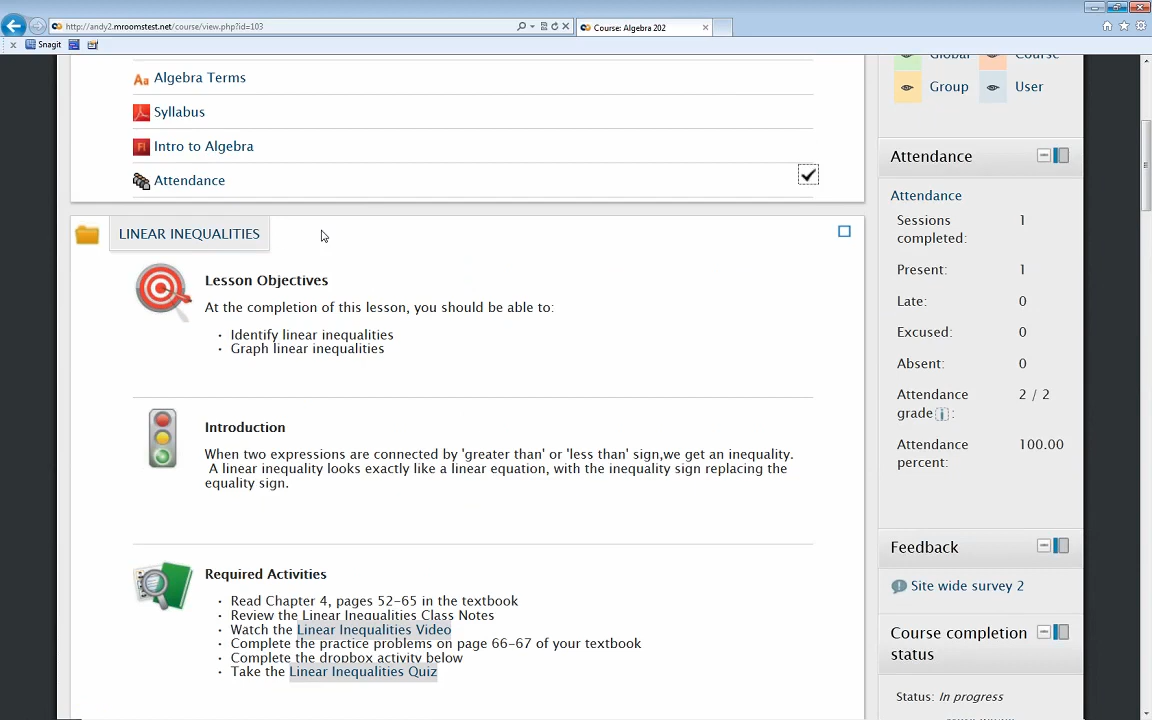 http://andy2.mroomstest.net/course/view.php?id=103
Course: Algebra 202
Snagit
Algebra Terms
Syllabus
Intro to Algebra
Attendance
LINEAR INEQUALITIES
Lesson Objectives
At the completion of this lesson, you should be able to:
• Identify linear inequalities
• Graph linear inequalities
Introduction
When two expressions are connected by 'greater than' or 'less than' sign,we get an inequality.
A linear inequality looks exactly like a linear equation, with the inequality sign replacing the
equality sign.
Required Activities
• Read Chapter 4, pages 52-65 in the textbook
• Review the Linear Inequalities Class Notes
• Watch the Linear Inequalities Video
• Complete the practice problems on page 66-67 of your textbook
• Complete the dropbox activity below
• Take the Linear Inequalities Quiz
Global Course
Group User
Attendance
Attendance
Sessions
completed: 1
Present: 1
Late: 0
Excused: 0
Absent: 0
Attendance 2 / 2
grade :
Attendance 100.00
percent:
Feedback
Site wide survey 2
Course completion
status
Status: In progress